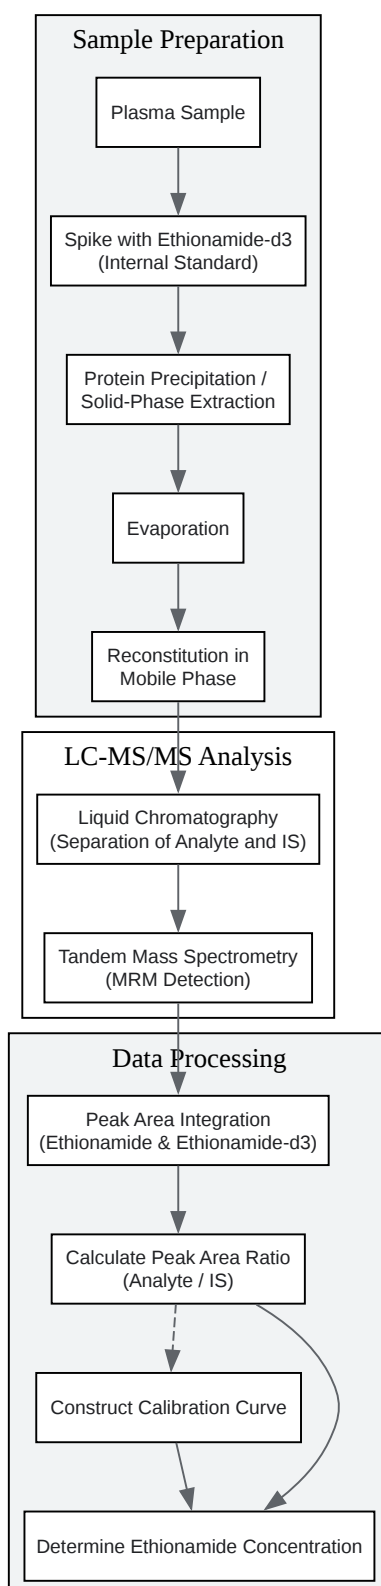 Sample Preparation
Plasma Sample
Spike with Ethionamide-d3
(Internal Standard)
Protein Precipitation /
Solid-Phase Extraction
Evaporation
Reconstitution in
Mobile Phase
LC-MS/MS Analysis
Liquid Chromatography
(Separation of Analyte and IS)
Tandem Mass Spectrometry
(MRM Detection)
Data Processing
Peak Area Integration
(Ethionamide & Ethionamide-d3)
Calculate Peak Area Ratio
(Analyte / IS)
Construct Calibration Curve
Determine Ethionamide Concentration